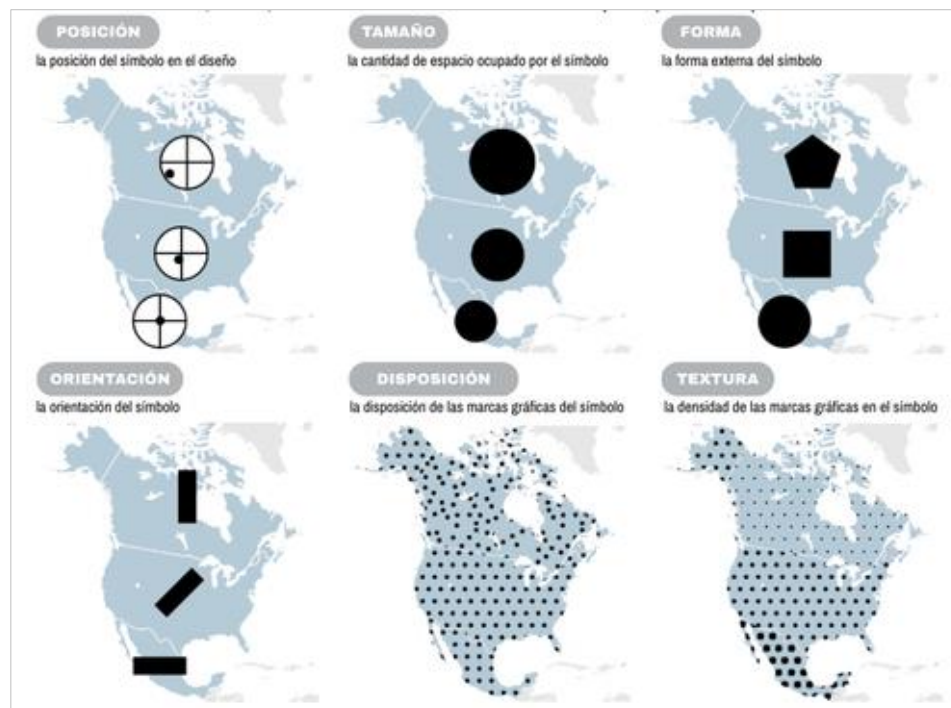 POSICIÓN
la posición del símbolo en el diseño
TAMAÑO
la cantidad de espacio ocupado por el símbolo
FORMA
la forma externa del símbolo
ORIENTACIÓN
la orientación del símbolo
DISPOSICIÓN
la disposición de las marcas gráficas del símbolo
TEXTURA
la densidad de las marcas gráficas en el símbolo